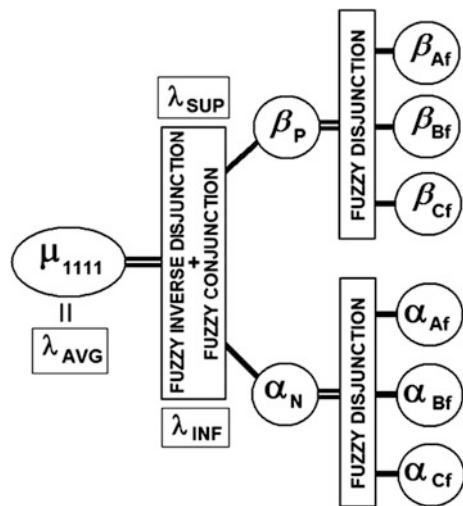 λSUP
βP
FUZZY DISJUNCTION
βAf
βBf
βCf
μ1111
=
λAVG
FUZZY INVERSE DISJUNCTION
+
FUZZY CONJUNCTION
λINF
αN
FUZZY DISJUNCTION
αAf
αBf
αCf